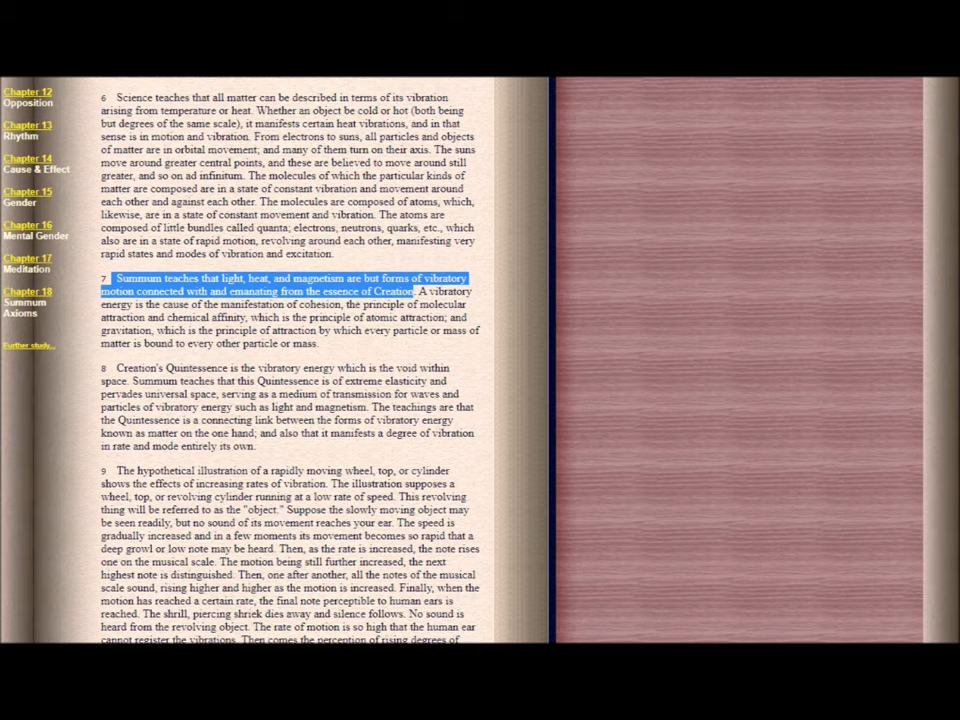 Chapter 12
Opposition
Chapter 13
Rhythm
Chapter 14
Cause & Effect
Chapter 15
Gender
Chapter 16
Mental Gender
Chapter 17
Meditation
Chapter 18
Summum
Axioms
Further study...
6 Science teaches that all matter can be described in terms of its vibration
arising from temperature or heat. Whether an object be cold or hot (both being
but degrees of the same scale), it manifests certain heat vibrations, and in that
sense is in motion and vibration. From electrons to suns, all particles and objects
of matter are in orbital movement; and many of them turn on their axis. The suns
move around greater central points, and these are believed to move around still
greater, and so on ad infinitum. The molecules of which the particular kinds of
matter are composed are in a state of constant vibration and movement around
each other and against each other. The molecules are composed of atoms, which,
likewise, are in a state of constant movement and vibration. The atoms are
composed of little bundles called quanta; electrons, neutrons, quarks, etc., which
also are in a state of rapid motion, revolving around each other, manifesting very
rapid states and modes of vibration and excitation.
7 Summum teaches that light, heat, and magnetism are but forms of vibratory
motion connected with and emanating from the essence of Creation. A vibratory
energy is the cause of the manifestation of cohesion, the principle of molecular
attraction and chemical affinity, which is the principle of atomic attraction; and
gravitation, which is the principle of attraction by which every particle or mass of
matter is bound to every other particle or mass.
8 Creation's Quintessence is the vibratory energy which is the void within
space. Summum teaches that this Quintessence is of extreme elasticity and
pervades universal space, serving as a medium of transmission for waves and
particles of vibratory energy such as light and magnetism. The teachings are that
the Quintessence is a connecting link between the forms of vibratory energy
known as matter on the one hand; and also that it manifests a degree of vibration
in rate and mode entirely its own.
9 The hypothetical illustration of a rapidly moving wheel, top, or cylinder
shows the effects of increasing rates of vibration. The illustration supposes a
wheel, top, or revolving cylinder running at a low rate of speed. This revolving
thing will be referred to as the "object." Suppose the slowly moving object may
be seen readily, but no sound of its movement reaches your ear. The speed is
gradually increased and in a few moments its movement becomes so rapid that a
deep growl or low note may be heard. Then, as the rate is increased, the note rises
one on the musical scale. The motion being still further increased, the next
highest note is distinguished. Then, one after another, all the notes of the musical
scale sound, rising higher and higher as the motion is increased. Finally, when the
motion has reached a certain rate, the final note perceptible to human ears is
reached. The shrill, piercing shriek dies away and silence follows. No sound is
heard from the revolving object. The rate of motion is so high that the human ear
cannot register the vibrations. Then comes the perception of rising degrees of